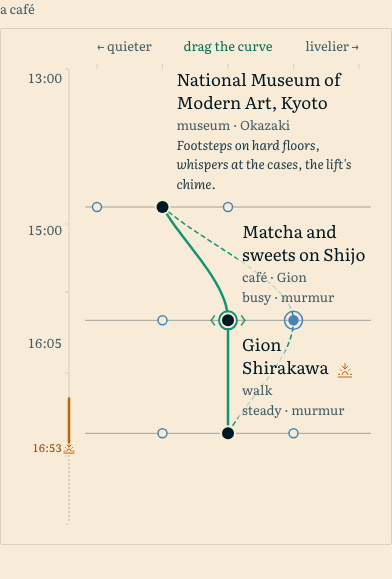 a café
← quieter
drag the curve
livelier →
13:00
National Museum of
Modern Art, Kyoto
museum · Okazaki
Footsteps on hard floors,
whispers at the cases, the lift's
chime.
15:00
Matcha and
sweets on Shijo
café · Gion
busy · murmur
16:05
Gion
Shirakawa
walk
steady · murmur
16:53